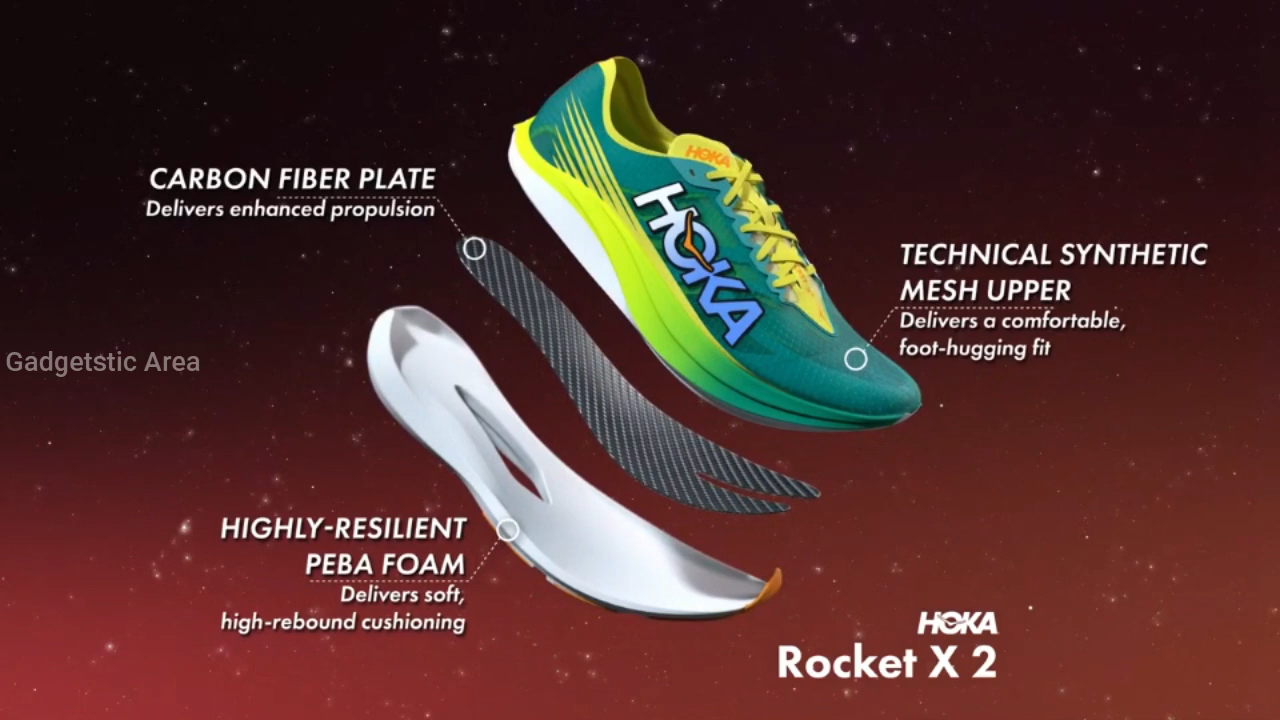 CARBON FIBER PLATE
Delivers enhanced propulsion
HOKA
HOKA
TECHNICAL SYNTHETIC
MESH UPPER
Delivers a comfortable,
foot-hugging fit
Gadgetstic Area
HIGHLY-RESILIENT
PEBA FOAM
Delivers soft,
high-rebound cushioning
HOKA
Rocket X 2